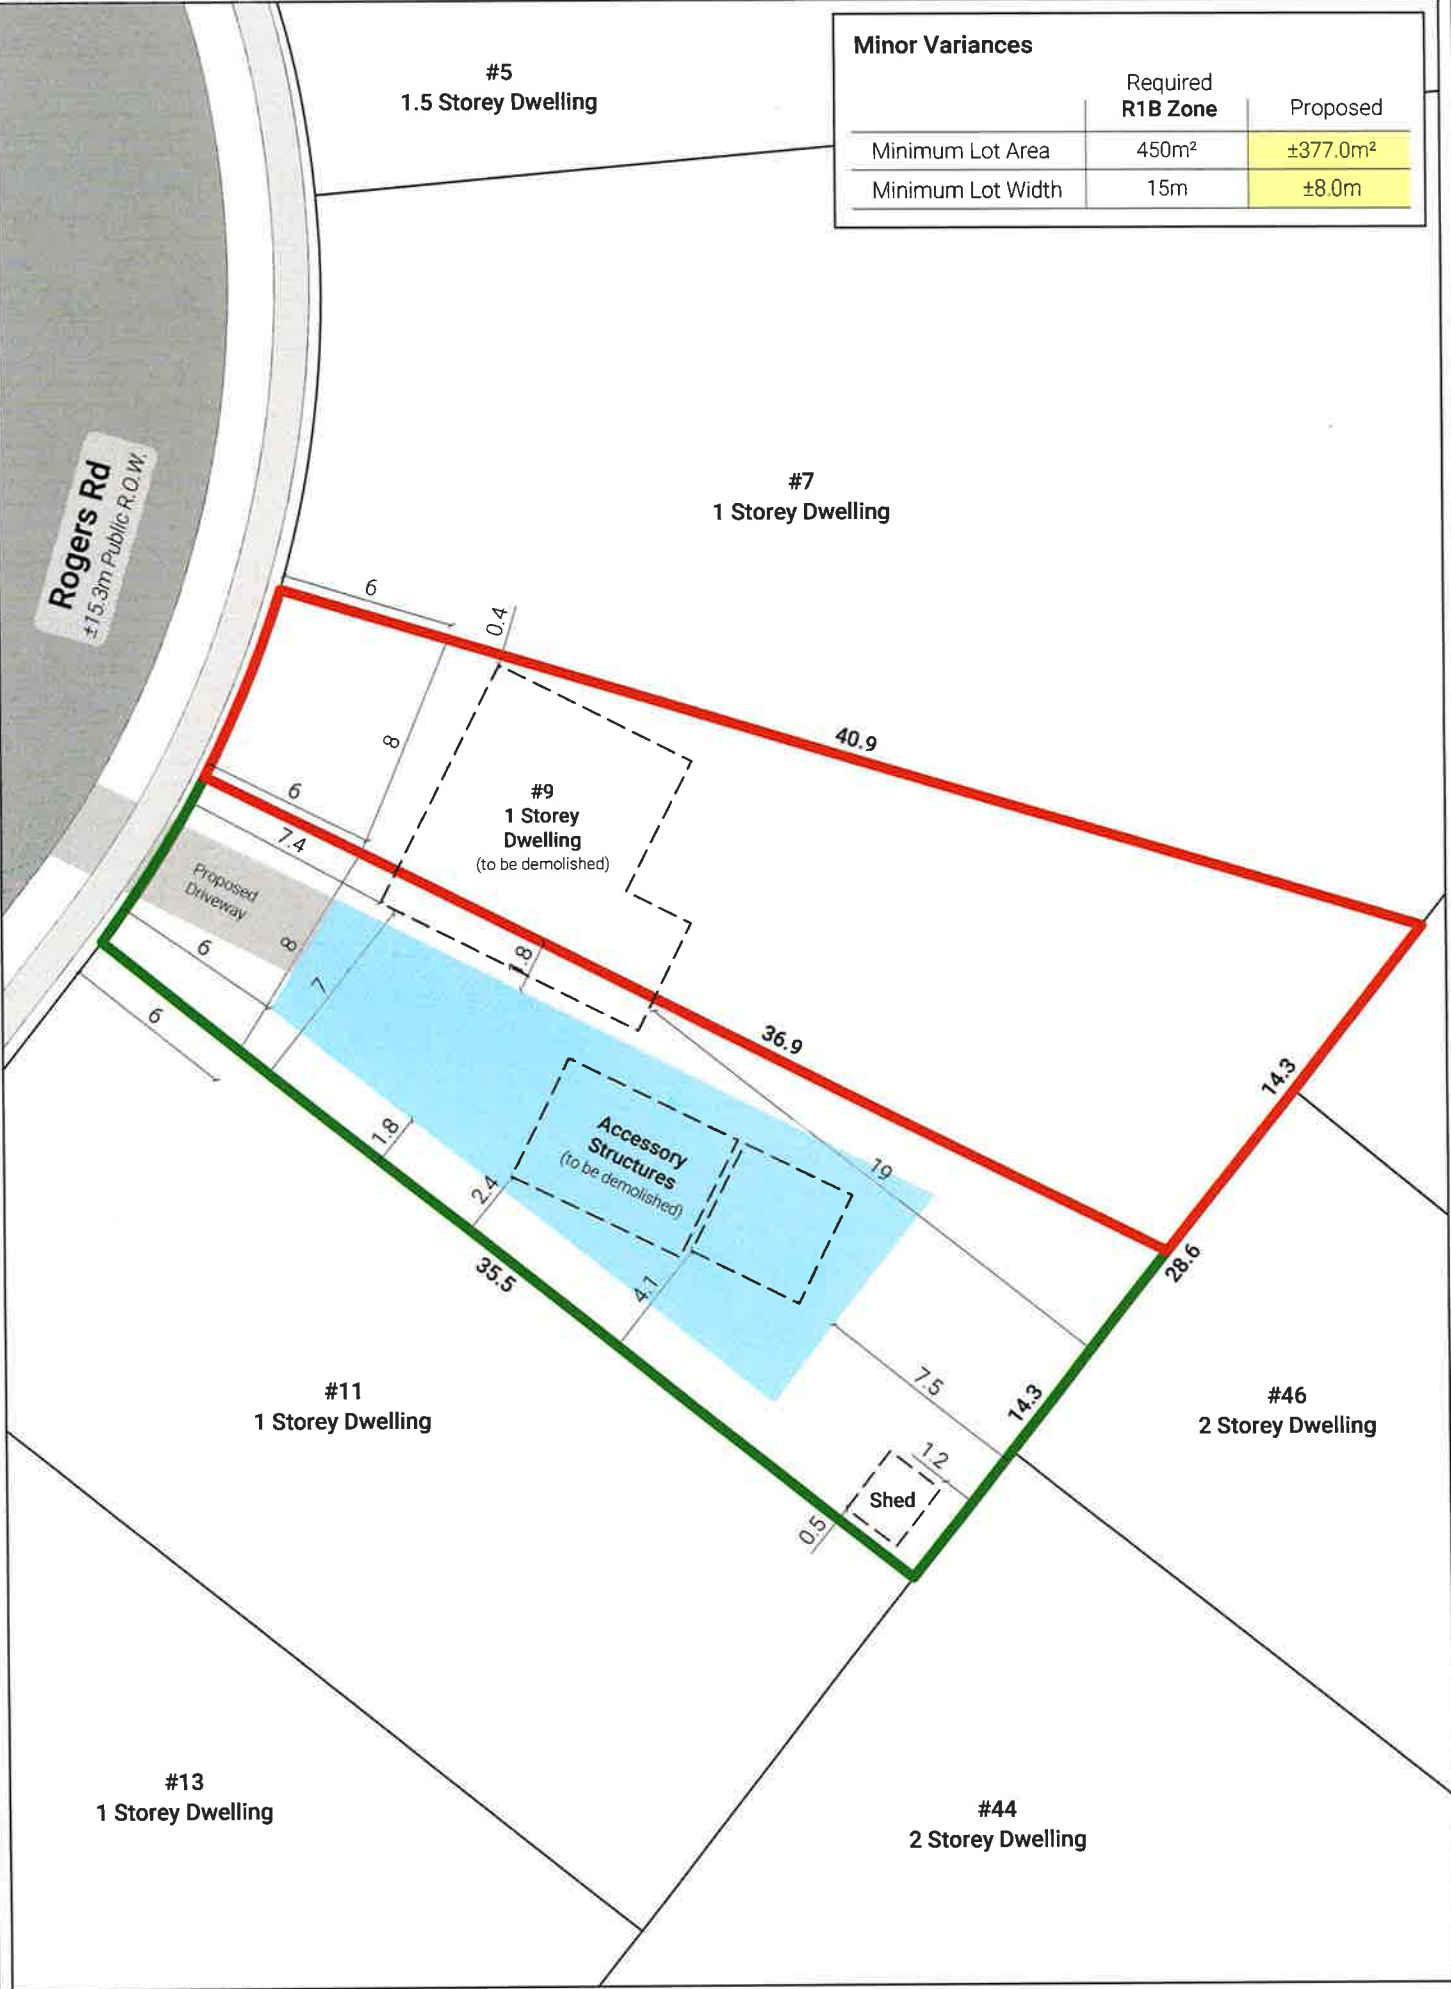 Minor Variances
Required
R1B Zone Proposed
Minimum Lot Area 450m² ±377.0m²
Minimum Lot Width 15m ±8.0m
#5
1.5 Storey Dwelling
#7
1 Storey Dwelling
Rogers Rd
±15.3m Public R.O.W.
6
0.4
8
40.9
#9
1 Storey
Dwelling
(to be demolished)
6
7.4
Proposed
Driveway
8
6
7
6
1.8
36.9
14.3
28.6
Accessory
Structures
(to be demolished)
19
1.8
2.4
4.1
35.5
7.5
14.3
1.2
Shed
0.5
#11
1 Storey Dwelling
#46
2 Storey Dwelling
#13
1 Storey Dwelling
#44
2 Storey Dwelling